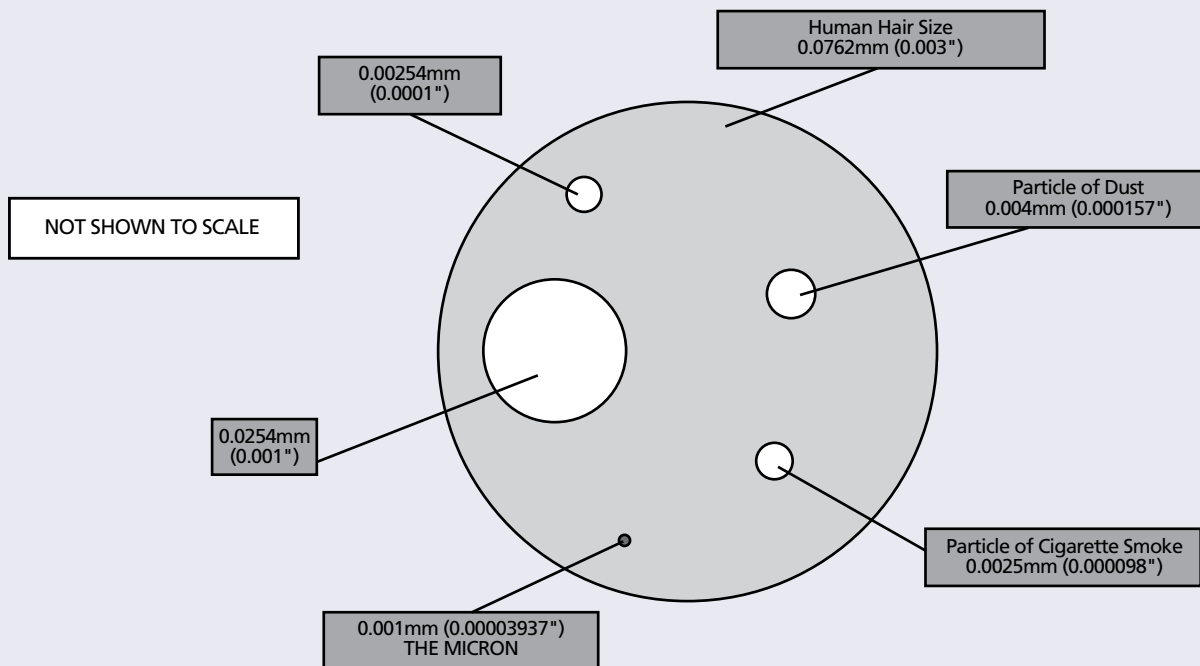 Human Hair Size
0.0762mm (0.003")
0.00254mm
(0.0001")
Particle of Dust
0.004mm (0.000157")
NOT SHOWN TO SCALE
0.0254mm
(0.001")
Particle of Cigarette Smoke
0.0025mm (0.000098")
0.001mm (0.00003937")
THE MICRON